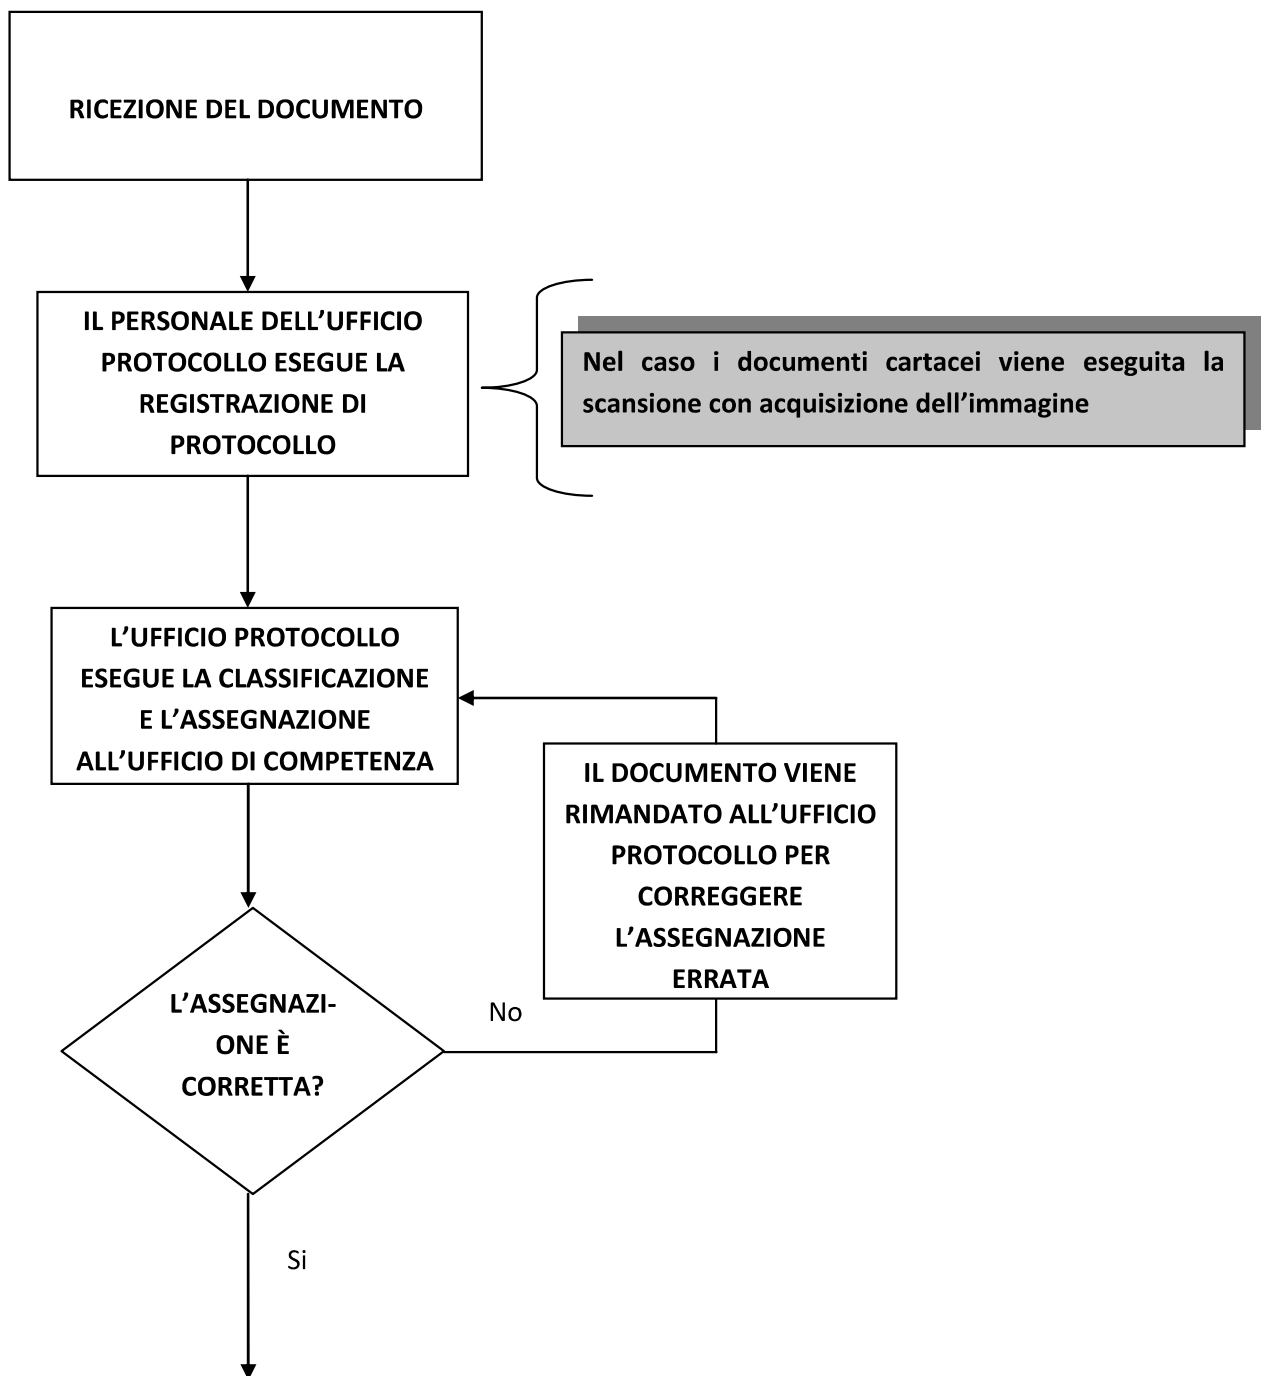 RICEZIONE DEL DOCUMENTO
IL PERSONALE DELL’UFFICIO
PROTOCOLLO ESEGUE LA
REGISTRAZIONE DI
PROTOCOLLO
Nel caso i documenti cartacei viene eseguita la
scansione con acquisizione dell’immagine
L’UFFICIO PROTOCOLLO
ESEGUE LA CLASSIFICAZIONE
E L’ASSEGNAZIONE
ALL’UFFICIO DI COMPETENZA
IL DOCUMENTO VIENE
RIMANDATO ALL’UFFICIO
PROTOCOLLO PER
CORREGGERE
L’ASSEGNAZIONE
ERRATA
L’ASSEGNAZI-
ONE È
CORRETTA?
No
Si